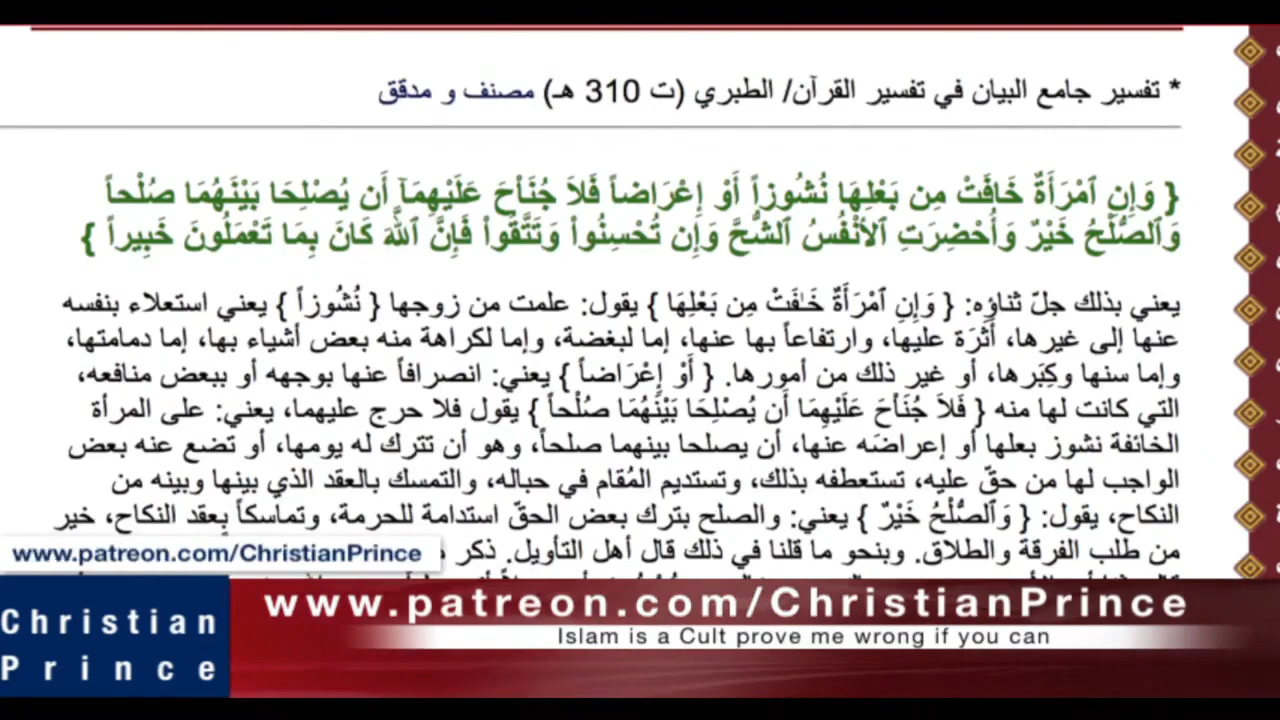 * تفسير جامع البيان في تفسير القرآن/ الطبري (ت 310 هـ) مصنف و مدقق
{ وَإِنِ ٱمْرَأَةٌ خَافَتْ مِن بَعْلِهَا نُشُوزاً أَوْ إِعْرَاضاً فَلاَ جُنَاْحَ عَلَيْهِمَآ أَن يُصْلِحَا بَيْنَهُمَا صُلْحاً
وَٱلصُّلْحُ خَيْرٌ وَأُحْضِرَتِ ٱلأنْفُسُ ٱلشُّحَّ وَإِن تُحْسِنُواْ وَتَتَّقُواْ فَإِنَّ ٱللَّهَ كَانَ بِمَا تَعْمَلُونَ خَبِيراً }
يعني بذلك جلّ ثناؤه: { وَإِنِ ٱمْرَأَةٌ خَـٰفَتْ مِن بَعْلِهَا } يقول: علمت من زوجها { نُشُوزاً } يعني استعلاء بنفسه
عنها إلى غيرها، أثَرَة عليها، وارتفاعاً بها عنها، إما لبغضة، وإما لكراهة منه بعض أشياء بها، إما دمامتها،
وإما سنها وكِبَرها، أو غير ذلك من أمورها. { أَوْ إِعْرَاضاً } يعني: انصرافاً عنها بوجهه أو ببعض منافعه،
التي كانت لها منه { فَلاَ جُنَاْحَ عَلَيْهِمَا أَن يُصْلِحَا بَيْنَهُمَا صُلْحاً } يقول فلا حرج عليهما، يعني: على المرأة
الخائفة نشوز بعلها أو إعراضَه عنها، أن يصلحا بينهما صلحاً، وهو أن تترك له يومها، أو تضع عنه بعض
الواجب لها من حقّ عليه، تستعطفه بذلك، وتستديم المُقام في حباله، والتمسك بالعقد الذي بينها وبينه من
النكاح، يقول: { وَٱلصُّلْحُ خَيْرٌ } يعني: والصلح بترك بعض الحقّ استدامة للحرمة، وتماسكاً بعقد النكاح، خير
من طلب الفرقة والطلاق. وبنحو ما قلنا في ذلك قال أهل التأويل. ذكر
www.patreon.com/ChristianPrince
www.patreon.com/ChristianPrince
Islam is a Cult prove me wrong if you can
Christian
Prince